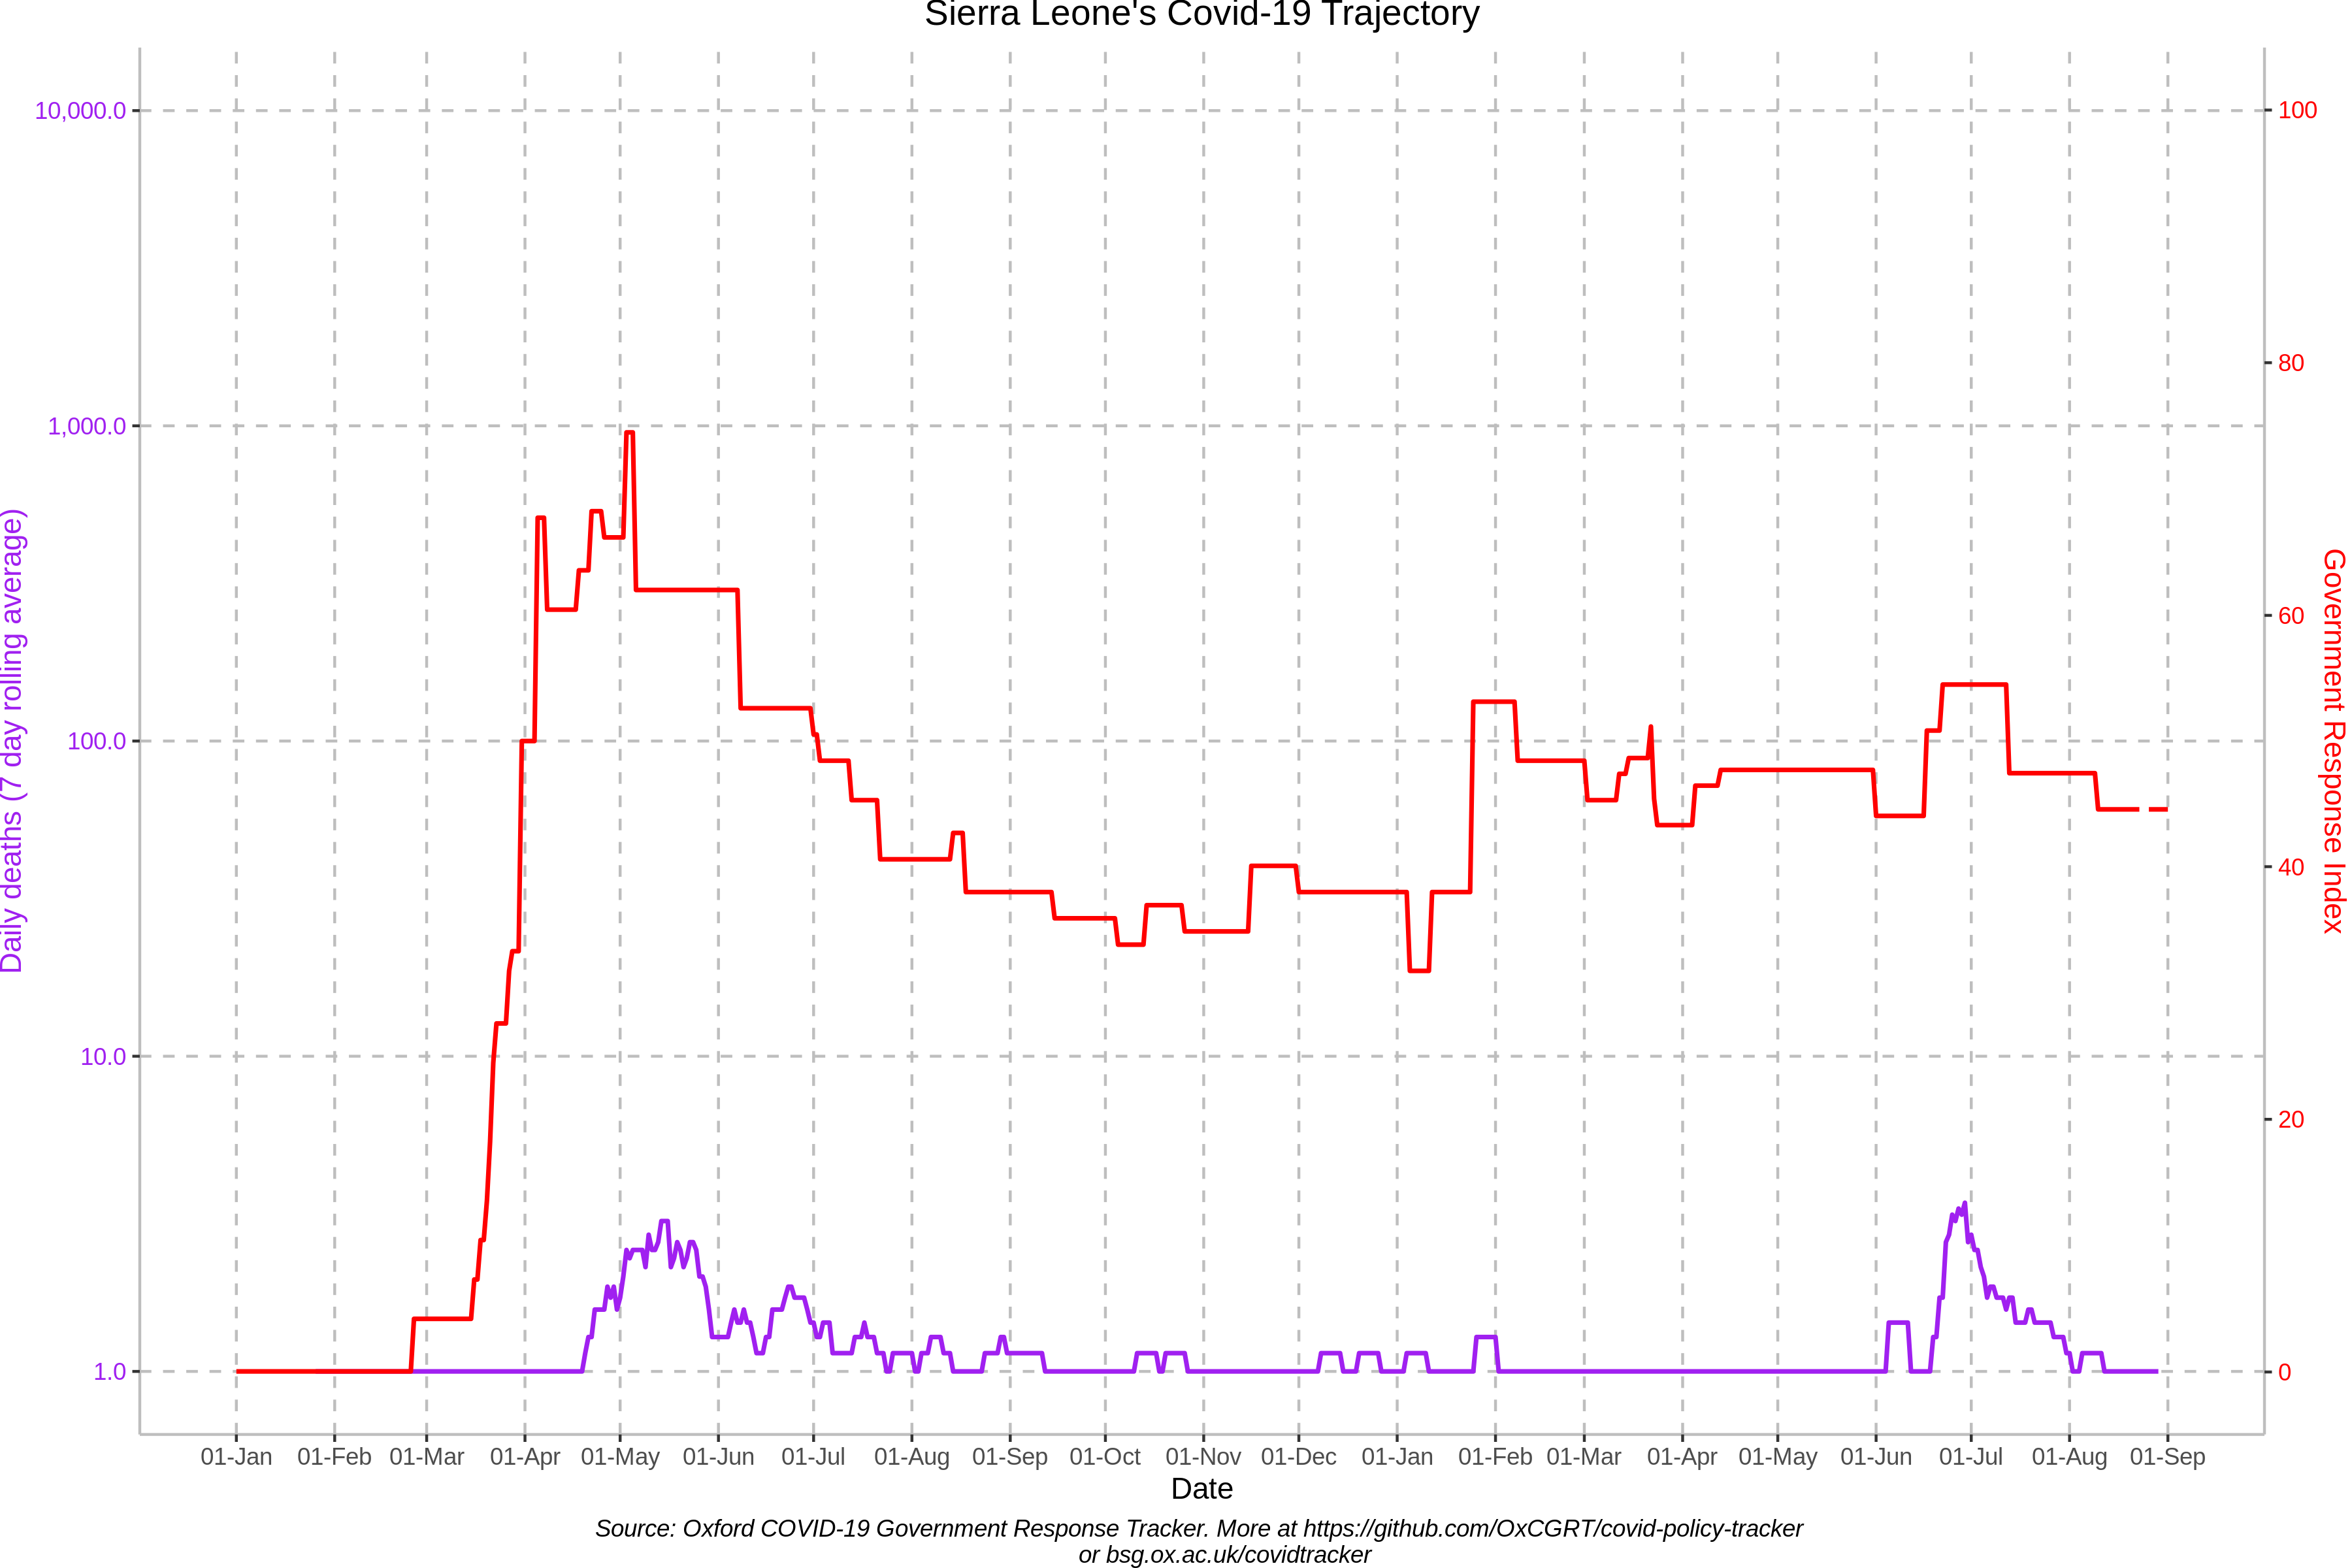 Sierra Leone's Covid-19 Trajectory
10,000.0
1,000.0
100.0
10.0
1.0
Daily deaths (7 day rolling average)
100
80
60
40
20
0
Government Response Index
01-Jan 01-Feb 01-Mar 01-Apr 01-May 01-Jun 01-Jul 01-Aug 01-Sep 01-Oct 01-Nov 01-Dec 01-Jan 01-Feb 01-Mar 01-Apr 01-May 01-Jun 01-Jul 01-Aug 01-Sep
Date
Source: Oxford COVID-19 Government Response Tracker. More at https://github.com/OxCGRT/covid-policy-tracker
or bsg.ox.ac.uk/covidtracker